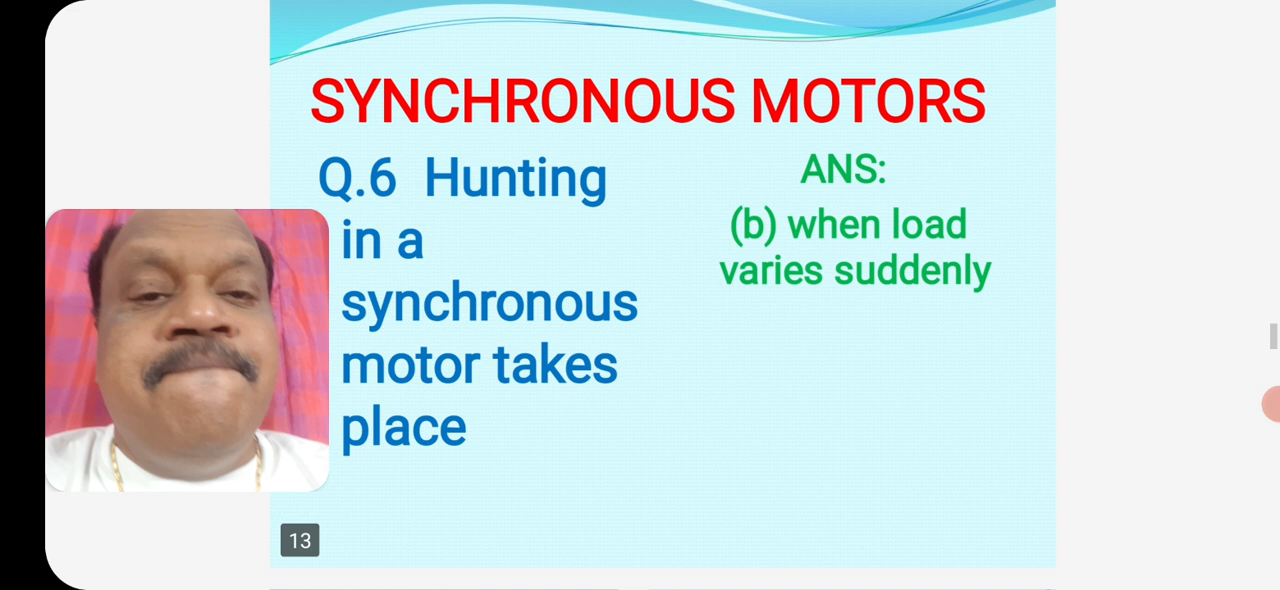 SYNCHRONOUS MOTORS
Q.6 Hunting
in a
synchronous
motor takes
place
ANS:
(b) when load
varies suddenly
13